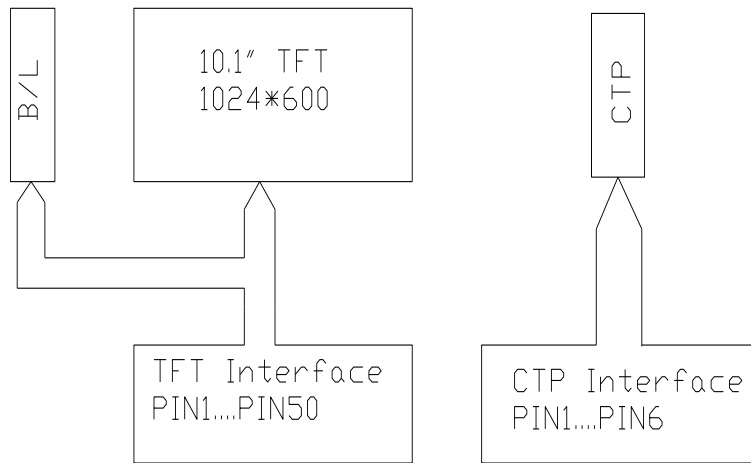 B/L
10.1" TFT
1024*600
CTP
TFT Interface
PIN1....PIN50
CTP Interface
PIN1....PIN6